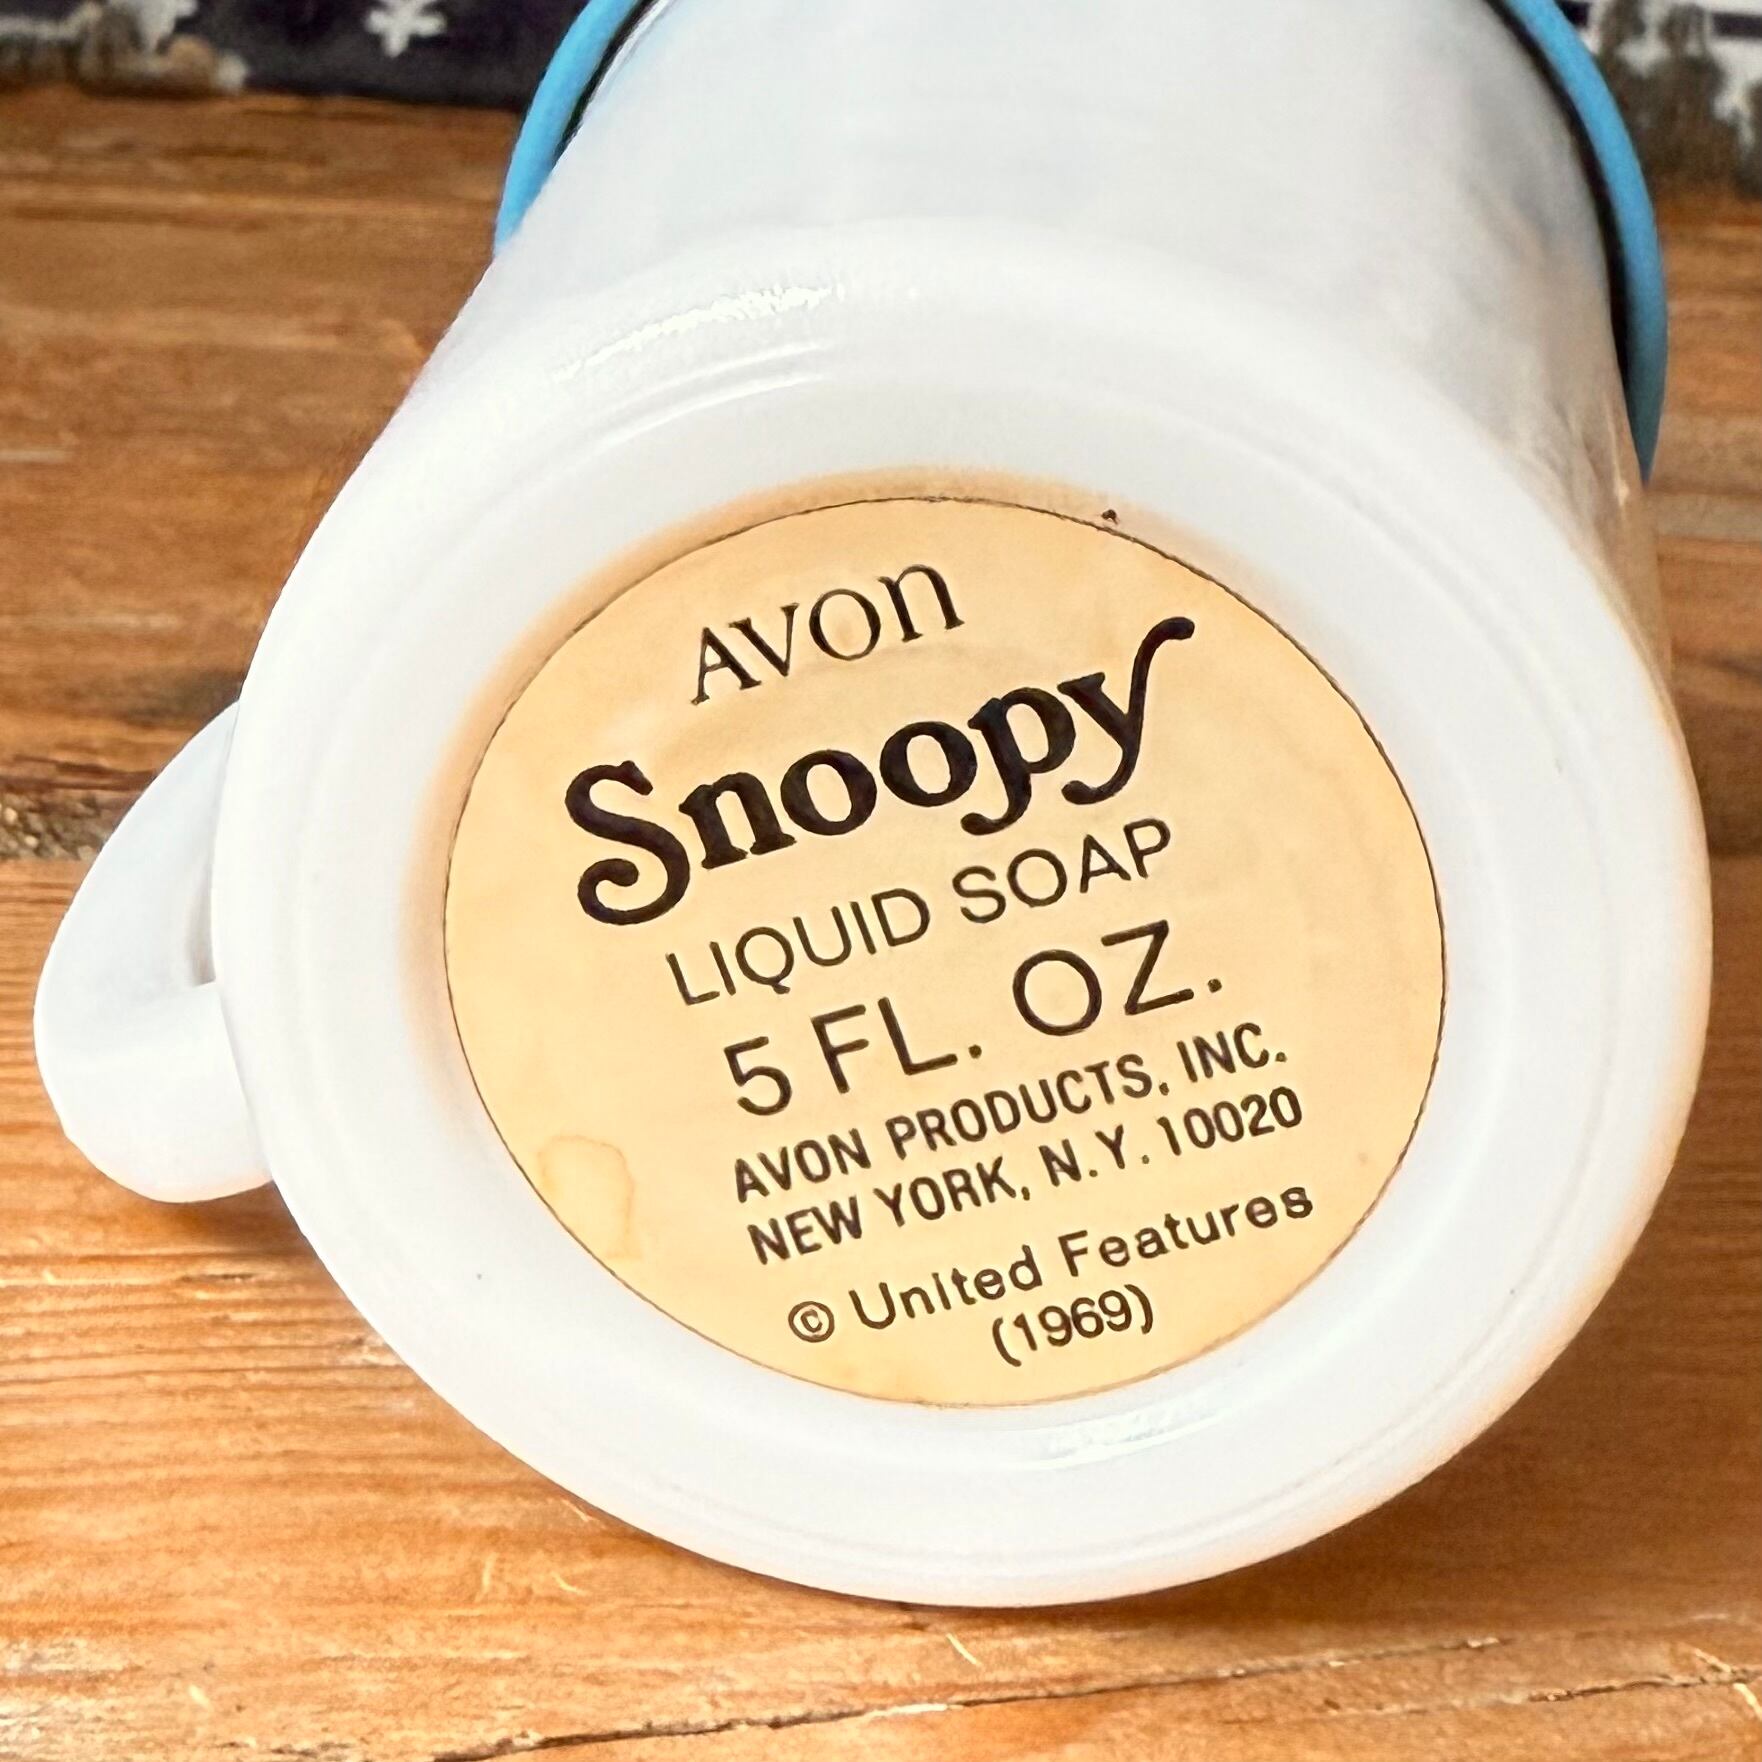 AVON
Snoopy
LIQUID SOAP
5 FL. OZ.
AVON PRODUCTS, INC.
NEW YORK, N.Y. 10020
© United Features
(1969)